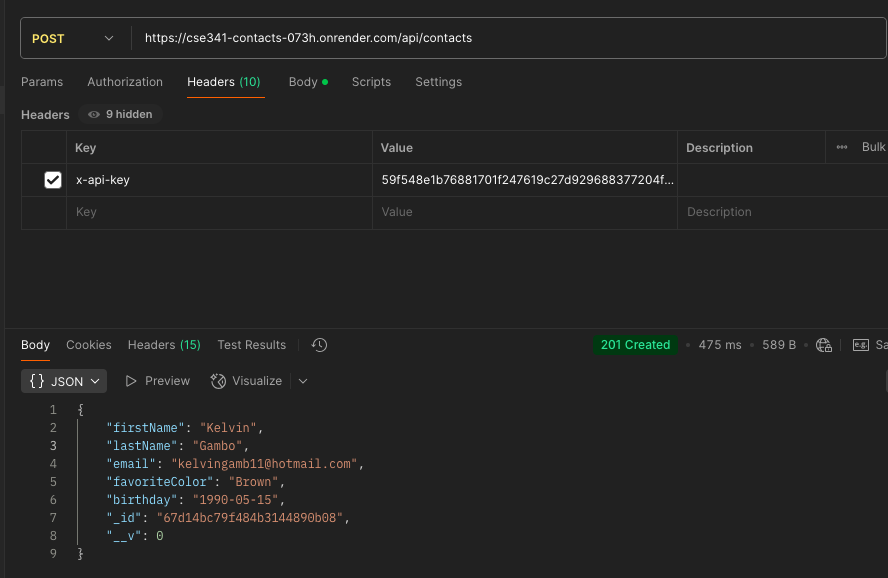 POST https://cse341-contacts-073h.onrender.com/api/contacts
Params Authorization Headers (10) Body Scripts Settings
Headers 9 hidden
Key Value Description Bulk
x-api-key 59f548e1b76881701f247619c27d929688377204f...
Key Value Description
Body Cookies Headers (15) Test Results 201 Created 475 ms 589 B e.g. Sa
{} JSON Preview Visualize
1 {
2 "firstName": "Kelvin",
3 "lastName": "Gambo",
4 "email": "kelvingamb11@hotmail.com",
5 "favoriteColor": "Brown",
6 "birthday": "1990-05-15",
7 "_id": "67d14bc79f484b3144890b08",
8 "__v": 0
9 }